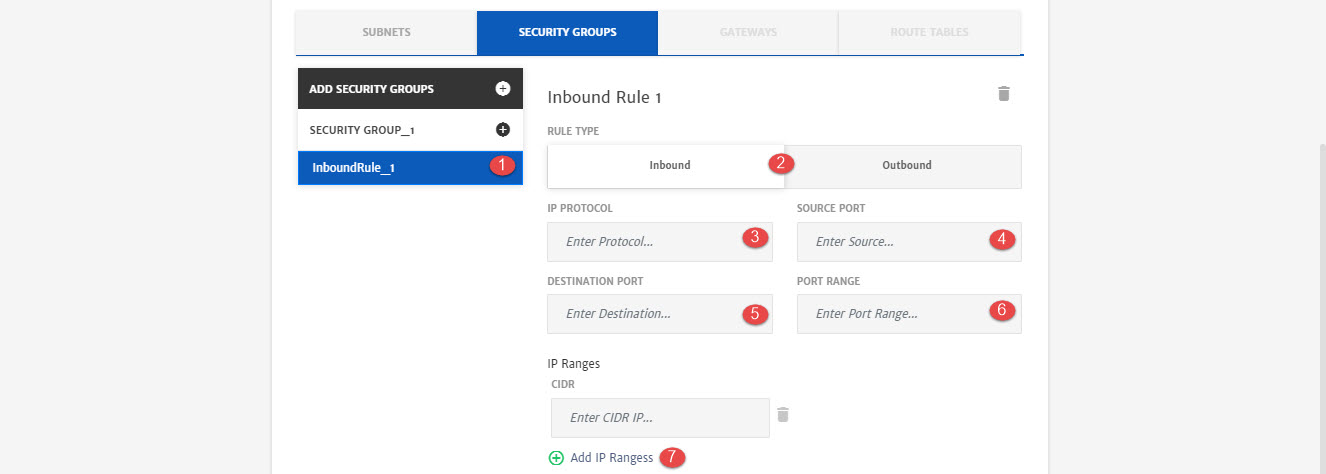 SUBNETS SECURITY GROUPS GATEWAYS ROUTE TABLES
ADD SECURITY GROUPS
SECURITY GROUP_1
InboundRule_1 1
Inbound Rule 1
RULE TYPE
Inbound 2 Outbound
IP PROTOCOL SOURCE PORT
Enter Protocol... 3 Enter Source... 4
DESTINATION PORT PORT RANGE
Enter Destination... 5 Enter Port Range... 6
IP Ranges
CIDR
Enter CIDR IP...
Add IP Rangess 7